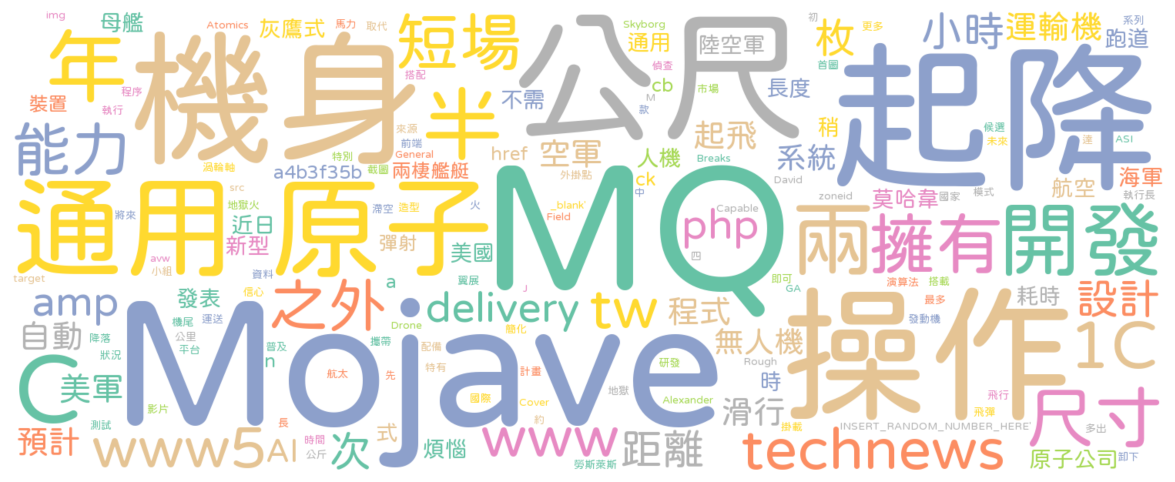 img Atomics 馬力 取代 Skyborg 初 更多 系列
母艦 灰鷹式 短場 公尺 通用 陸空軍 枚 小時 運輸機 跑道
年 機身 搭配 偵查 首圖 起降
程序 裝置 執行 半 不需 cb M 市場 長度 款
能力 來源 前端 起飛 稍 候選 ASI
特別 General href 空軍 人機 Breaks 系統 未來 遠
渦輪軸 截圖 兩棲艦艇 外掛點 David 航空 海軍
a4b3f35b ck zoneid 模式 執行長
通用原子 src _blank' 中 莫哈韋 國家
將來 地獄火 滯空 造型 火 MQ Field Capable
近日 新型 彈射 美國 php 兩 擁有 開發
avw 小組 四
target 資料 翼展 即可 演算法 搭載
amp 發表 信心 之外 a J GA 最多 耗時 設計
Mojave delivery tw 程式 發動機 操作 1C
自動 降落 機尾 運送 Drone 簡化 無人機
狀況 公里 平台 普及 攜帶 配備
C 美軍 n 航太 先 特有 計畫 研發 Rough 時
地獄 飛行
影片 國際 Cover Alexander 滑行 飛彈 尺寸
測試 長 約 掛載 INSERT_RANDOM_NUMBER_HERE' 多出
預計 www5 AI 時間 次 式 煩惱 www 距離 technews
公斤 勞斯萊斯 原子公司 卸下